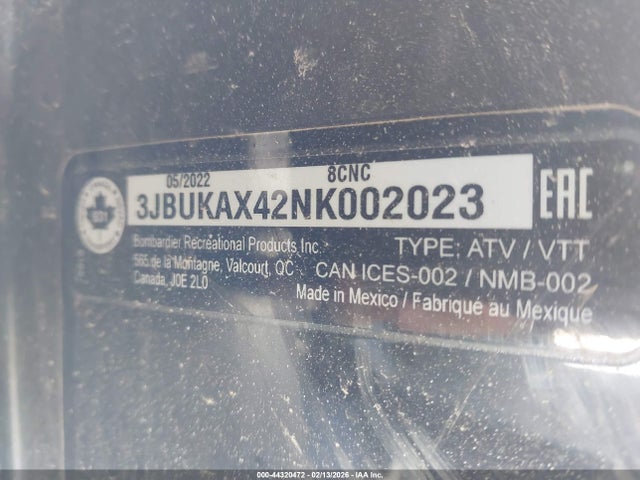 05/2022 8CNC
3JBUKAX42NK002023
EAC
Bombardier Recreational Products Inc.
565 de la Montagne, Valcourt, QC
Canada, J0E 2L0
TYPE: ATV / VTT
CAN ICES-002 / NMB-002
Made in Mexico / Fabriqué au Mexique
000-44320472 - 02/13/2026 - IAAI, Inc.